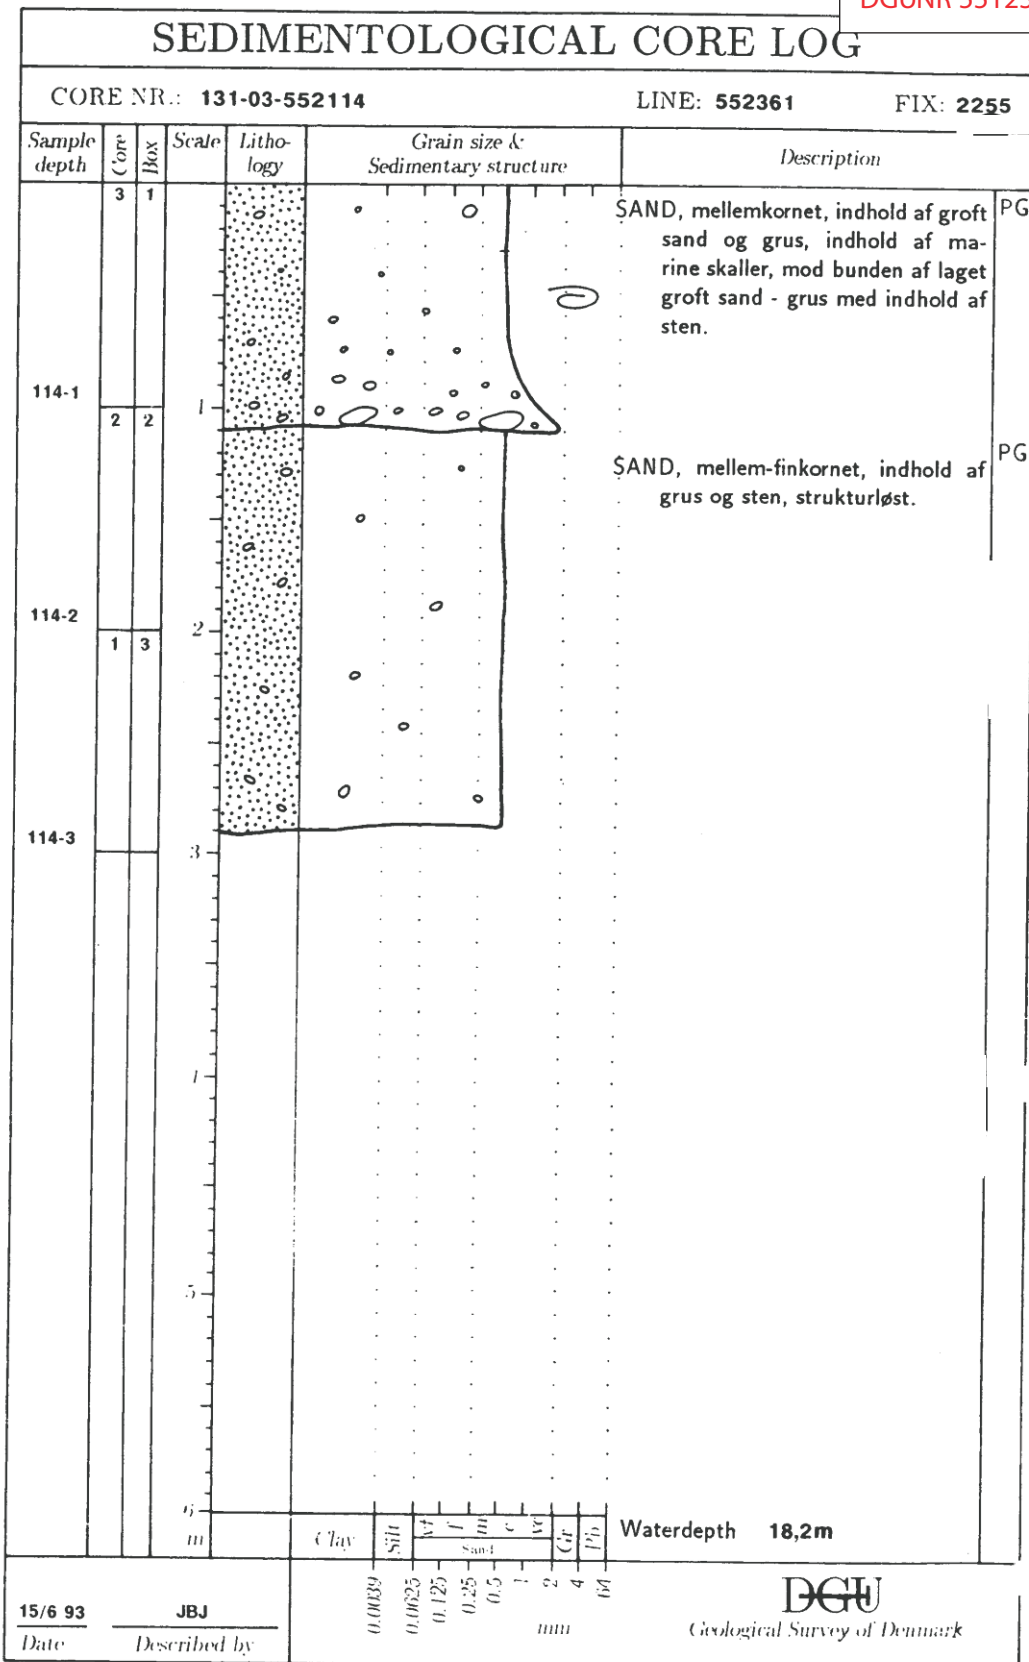 SEDIMENTOLOGICAL CORE LOG
CORE NR.: 131-03-552114 LINE: 552361 FIX: 2255
Sample depth Core Box Scale Litho-logy Grain size & Sedimentary structure Description
3 1
SAND, mellemkornet, indhold af groft PG
sand og grus, indhold af ma-
rine skaller, mod bunden af laget
groft sand - grus med indhold af
sten.
114-1
1
2 2
SAND, mellem-finkornet, indhold af PG
grus og sten, strukturløst.
114-2
2
1 3
114-3
3
5
6
m Clay Silt vf f m c vc Gr Pb
Sand
Waterdepth 18,2m
0.0039 0.0625 0.125 0.25 0.5 1 2 4 64
mm
15/6 93 JBJ
Date Described by
DGU
Geological Survey of Denmark